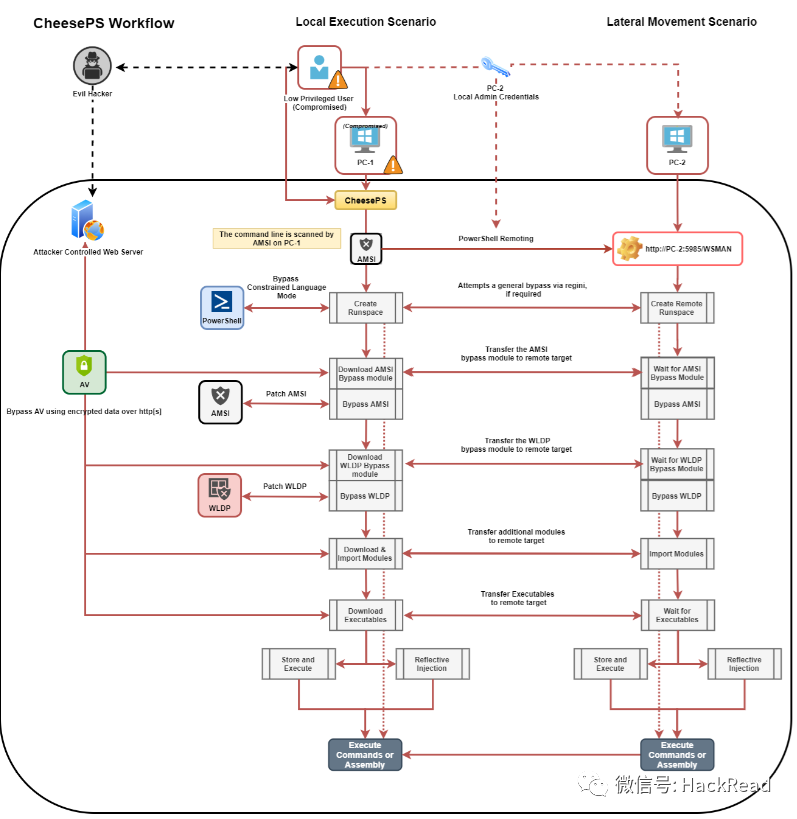 CheesePS Workflow
Local Execution Scenario
Lateral Movement Scenario
Evil Hacker
Low Privileged User
(Compromised)
PC-2
Local Admin Credentials
(Compromised)
PC-1
PC-2
CheesePS
Attacker Controlled Web Server
The command line is scanned by
AMSI on PC-1
AMSI
PowerShell Remoting
http://PC-2:5985/WSMAN
Bypass
Constrained Language
Mode
PowerShell
Create
Runspace
Attempts a general bypass via regini,
if required
Create Remote
Runspace
AV
Bypass AV using encrypted data over http[s]
Download AMSI
Bypass module
Transfer the AMSI
bypass module to remote target
Wait for AMSI
Bypass Module
Patch AMSI
AMSI
Bypass AMSI
Bypass AMSI
Download
WLDP Bypass
module
Transfer the WLDP
bypass module to remote target
Wait for WLDP
Bypass Module
Patch WLDP
WLDP
Bypass WLDP
Bypass WLDP
Download &
Import Modules
Transfer additional modules
to remote target
Import Modules
Download
Executables
Transfer Executables
to remote target
Wait for
Executables
Store and
Execute
Reflective
Injection
Store and
Execute
Reflective
Injection
Execute
Commands or
Assembly
Execute
Commands or
Assembly
微信号: HackRead